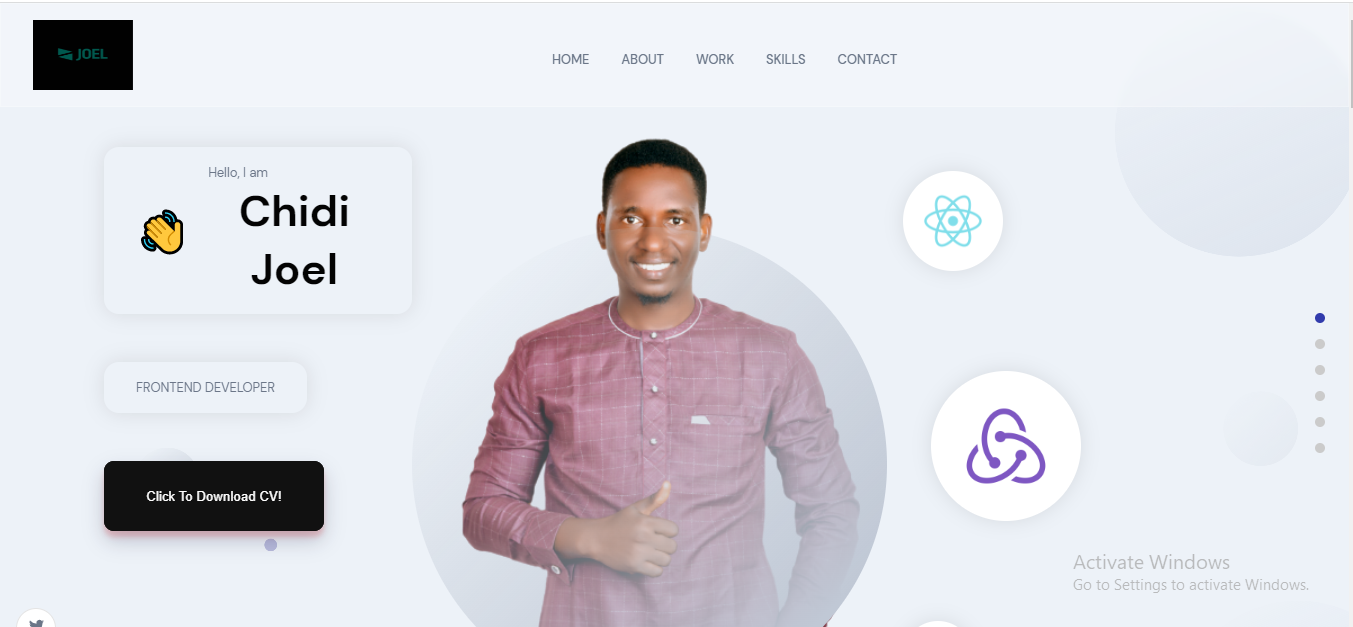 JOEL
HOME ABOUT WORK SKILLS CONTACT
Hello, I am
Chidi
Joel
FRONTEND DEVELOPER
Click To Download CV!
Activate Windows
Go to Settings to activate Windows.